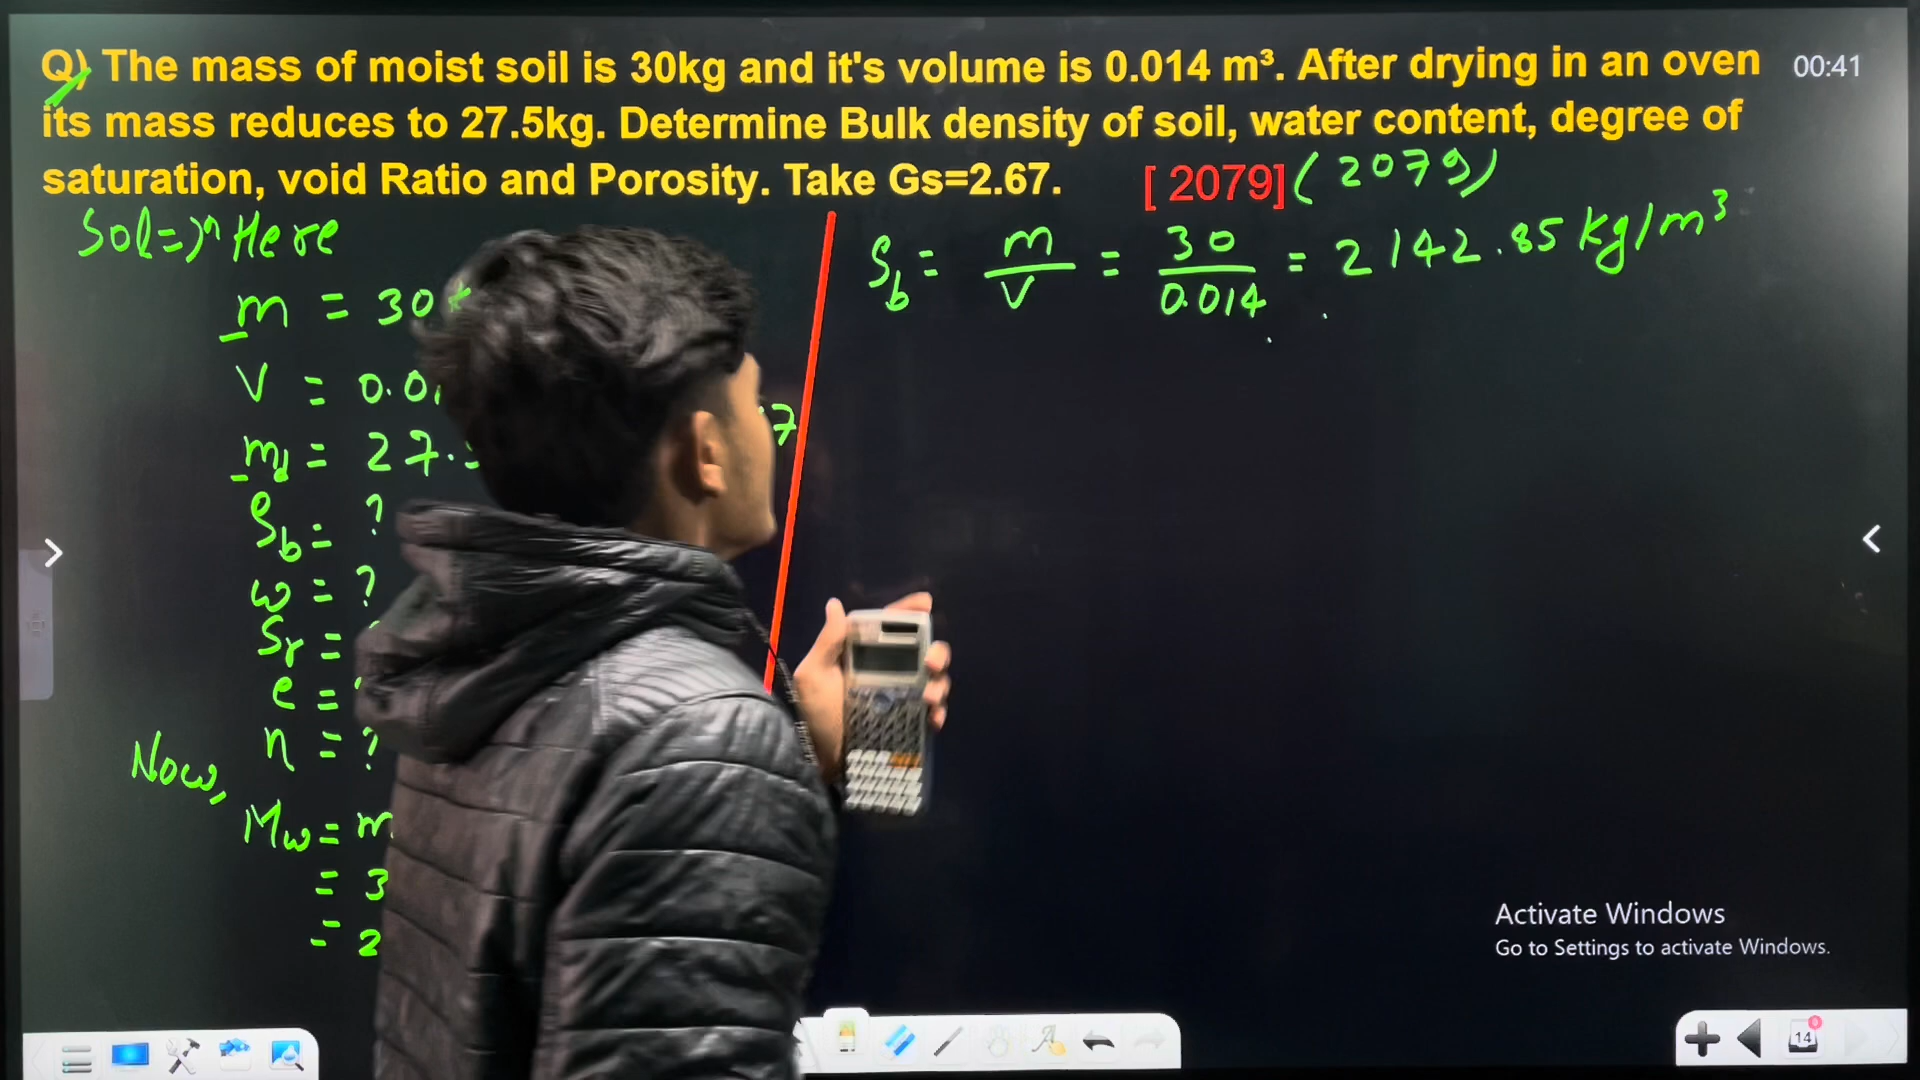 Q) The mass of moist soil is 30kg and it's volume is 0.014 m³. After drying in an oven
its mass reduces to 27.5kg. Determine Bulk density of soil, water content, degree of
saturation, void Ratio and Porosity. Take Gs=2.67.
[ 2079] (2079)
00:41
Solⁿ=> Here
m = 30
V = 0.0
md = 27.
ρb = ?
w = ?
Sr =
e =
n = ?
Now,
Mw = m
= 3
= 2
7
ρb = m/V = 30/0.014 = 2142.85 kg/m³
Activate Windows
Go to Settings to activate Windows.
14